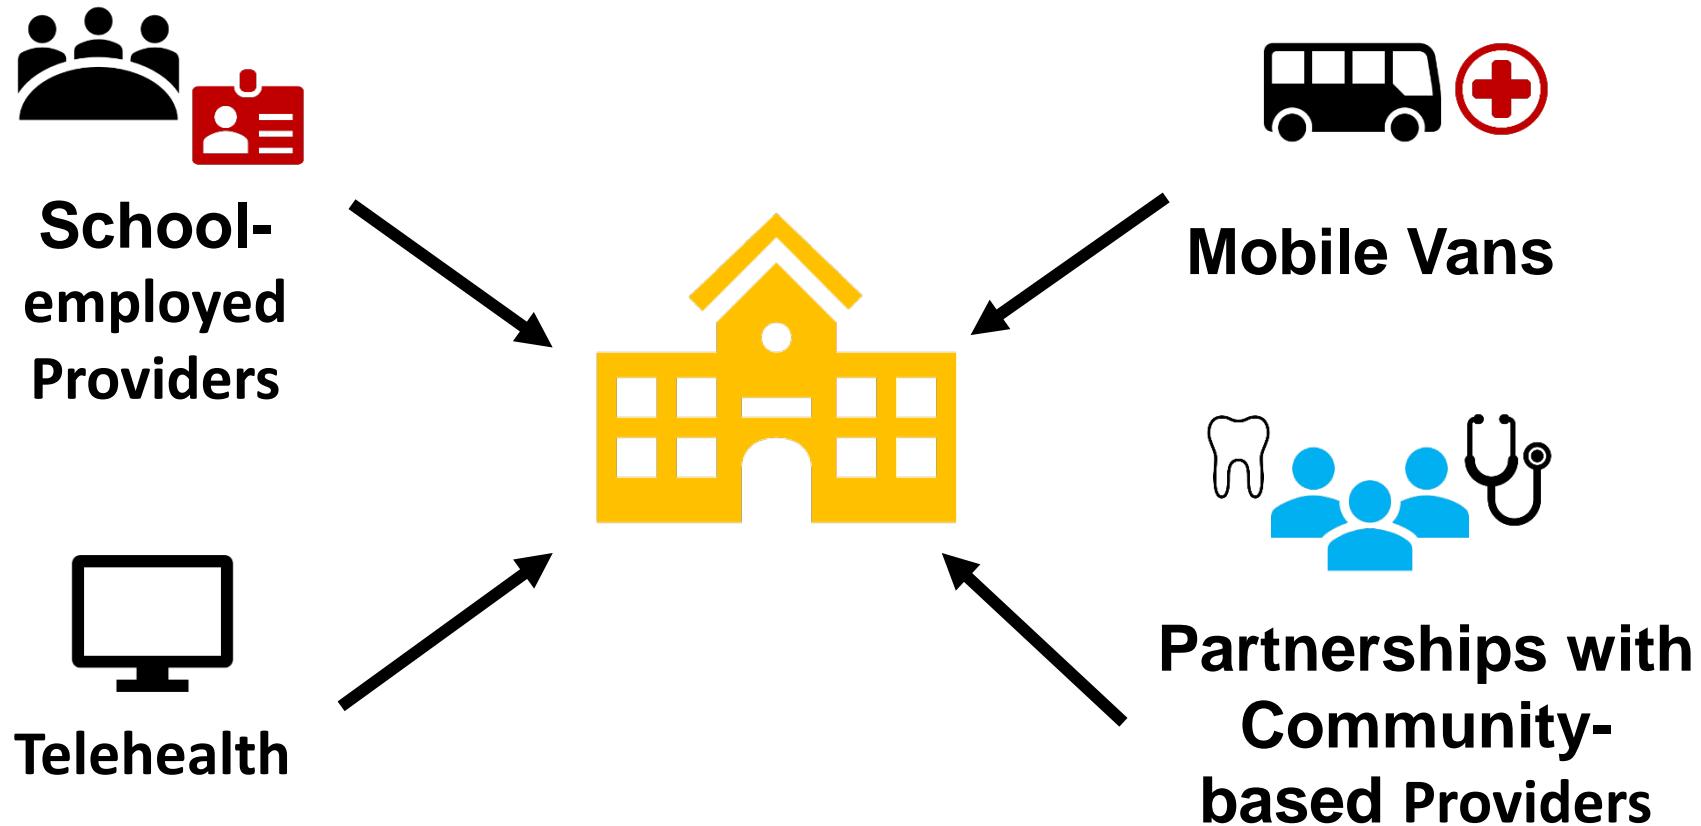 School-
employed
Providers
Mobile Vans
Telehealth
Partnerships with
Community-
based Providers